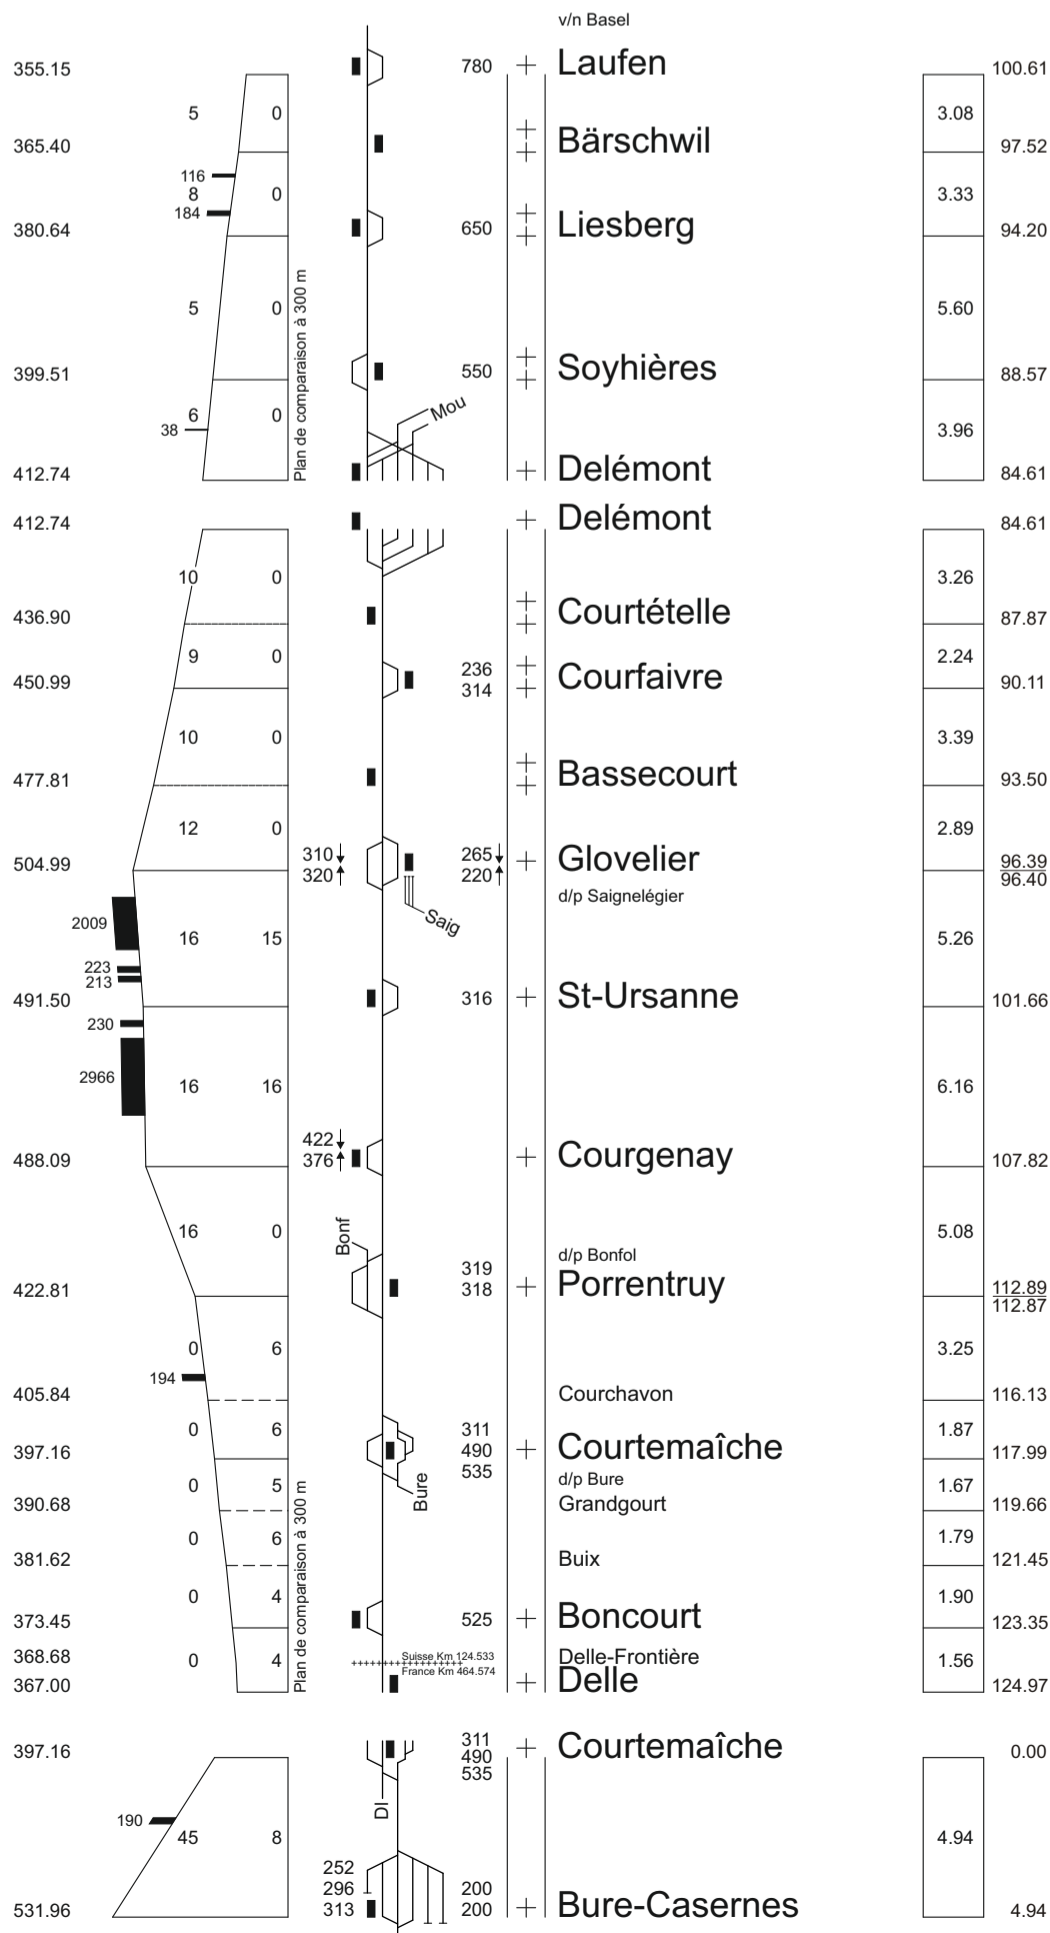 v/n Basel
355.15 780 Laufen 100.61
5 0 3.08
365.40 Bärschwil 97.52
116
8 0 3.33
184
380.64 650 Liesberg 94.20
5 0 5.60
Plan de comparaison à 300 m
399.51 550 Soyhières 88.57
Mou
6 0 3.96
38
412.74 Delémont 84.61
412.74 Delémont 84.61
10 0 3.26
436.90 Courtételle 87.87
9 0 2.24
236
450.99 314 Courfaivre 90.11
10 0 3.39
477.81 Bassecourt 93.50
12 0 2.89
310 265
504.99 320 220 Glovelier 96.39
96.40
d/p Saignelégier
Saig
2009
16 15 5.26
223
213
491.50 316 St-Ursanne 101.66
230
2966
16 16 6.16
422
488.09 376 Courgenay 107.82
16 0 5.08
Bonf
d/p Bonfol
319
422.81 318 Porrentruy 112.89
112.87
0 6 3.25
194
405.84 Courchavon 116.13
0 6 1.87
311
397.16 490 Courtemaîche 117.99
535
d/p Bure
Bure
0 5 1.67
390.68 Grandgourt 119.66
0 6 1.79
381.62 Buix 121.45
0 4 1.90
Plan de comparaison à 300 m
373.45 525 Boncourt 123.35
368.68 Suisse Km 124.533 Delle-Frontière
0 4 1.56
France Km 464.574
367.00 Delle 124.97
311
397.16 490 Courtemaîche 0.00
535
Dl
190
45 8 4.94
252
296 200
531.96 313 200 Bure-Casernes 4.94